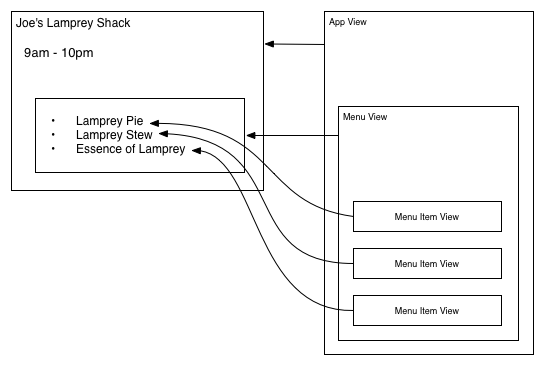 Joe's Lamprey Shack
9am - 10pm
• Lamprey Pie
• Lamprey Stew
• Essence of Lamprey
App View
Menu View
Menu Item View
Menu Item View
Menu Item View